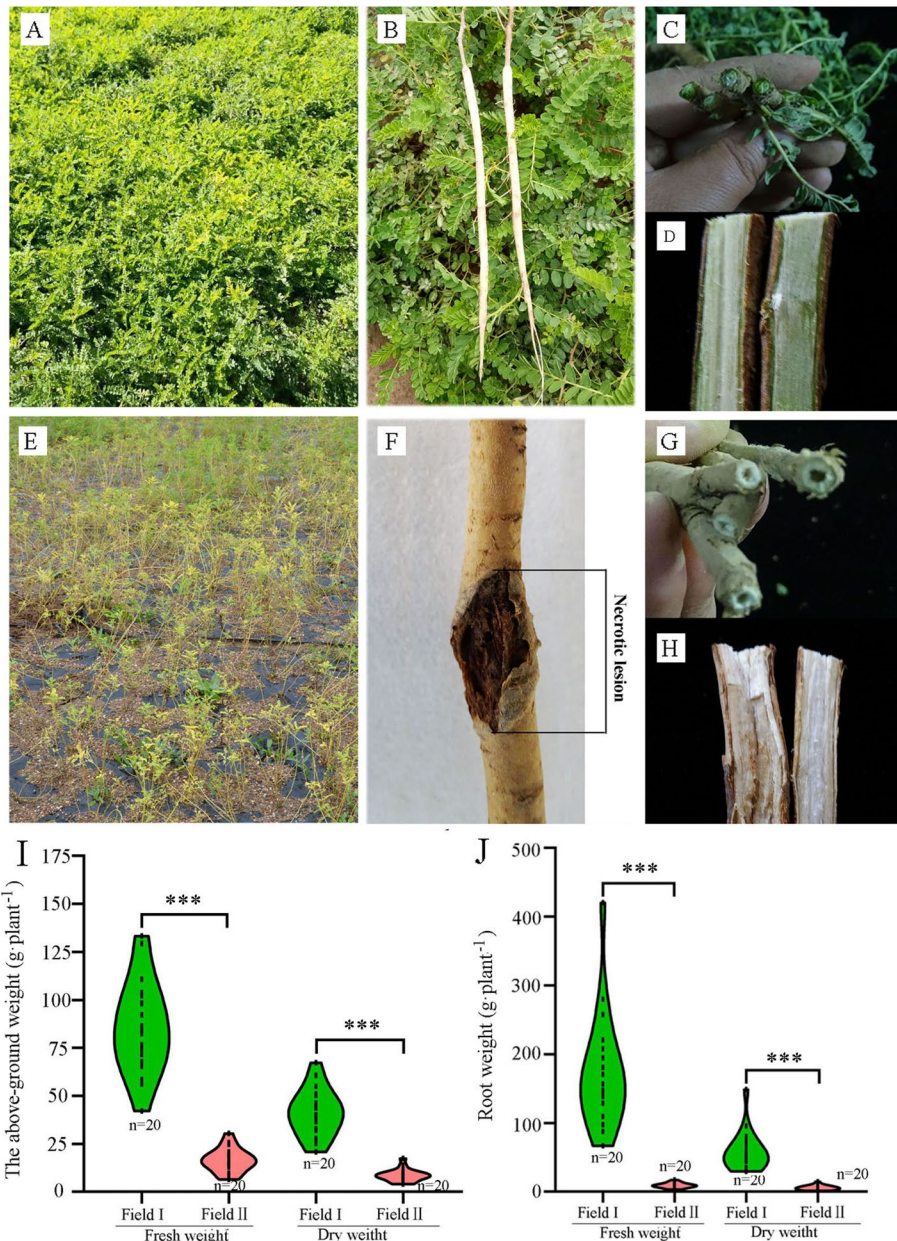 A
B
C
D
E
F
Necrotic lesion
G
H
I
The above-ground weight (g·plant⁻¹)
175
150
125
100
75
50
25
0
***
***
n=20
n=20
n=20
n=20
Field I
Field II
Field I
Field II
Fresh weight
Dry weitht
J
Root weight (g·plant⁻¹)
500
400
300
200
100
0
***
***
n=20
n=20
n=20
n=20
Field I
Field II
Field I
Field II
Fresh weight
Dry weitht